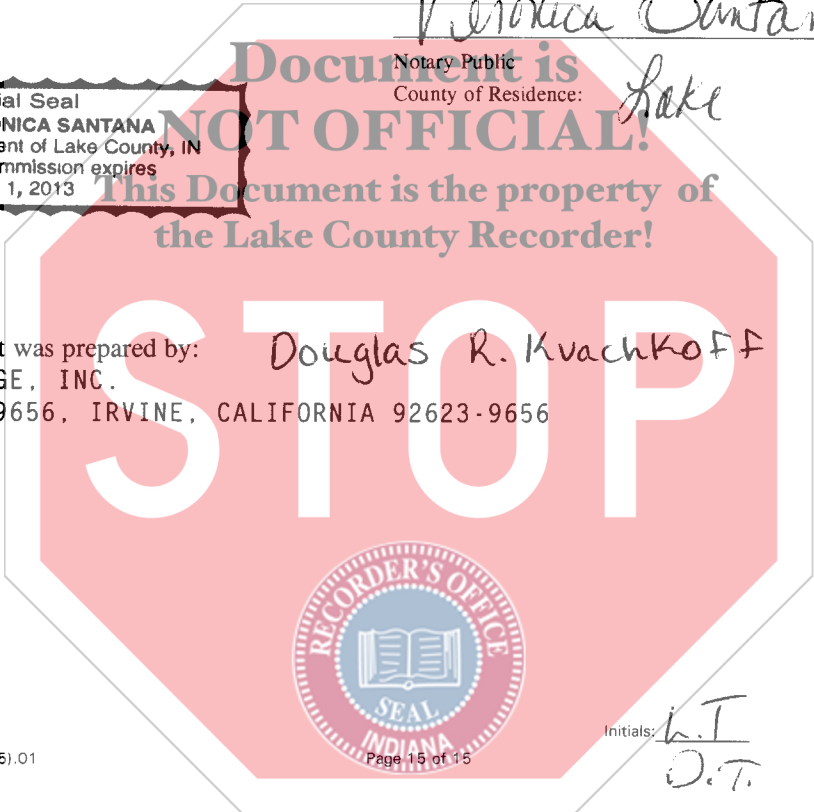 Veronica Santan
Document is
Notary Public
County of Residence: Lake
ial Seal
NICA SANTANA
ent of Lake County, IN
mmission expires
1, 2013
NOT OFFICIAL!
This Document is the property of
the Lake County Recorder!
STOP
t was prepared by: Douglas R. Kvachkoff
GE, INC.
9656, IRVINE, CALIFORNIA 92623-9656
RECORDER'S OFFICE
SEAL
INDIANA
Initials: L.T
D.T.
5).01
Page 15 of 15